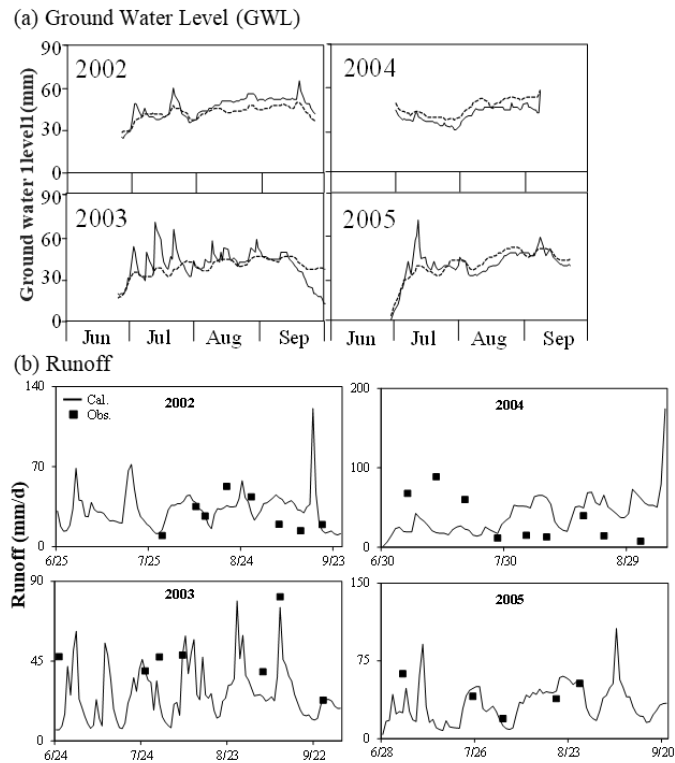 (a) Ground Water Level (GWL)
Ground water 1level1(mm)
90
60
30
0
2002
2004
90
60
30
0
2003
2005
Jun Jul Aug Sep Jun Jul Aug Sep
(b) Runoff
Runoff (mm/d)
140
70
0
Cal.
Obs.
2002
6/25 7/25 8/24 9/23
200
100
0
2004
6/30 7/30 8/29
90
45
0
2003
6/24 7/24 8/23 9/22
150
75
0
2005
6/28 7/26 8/23 9/20